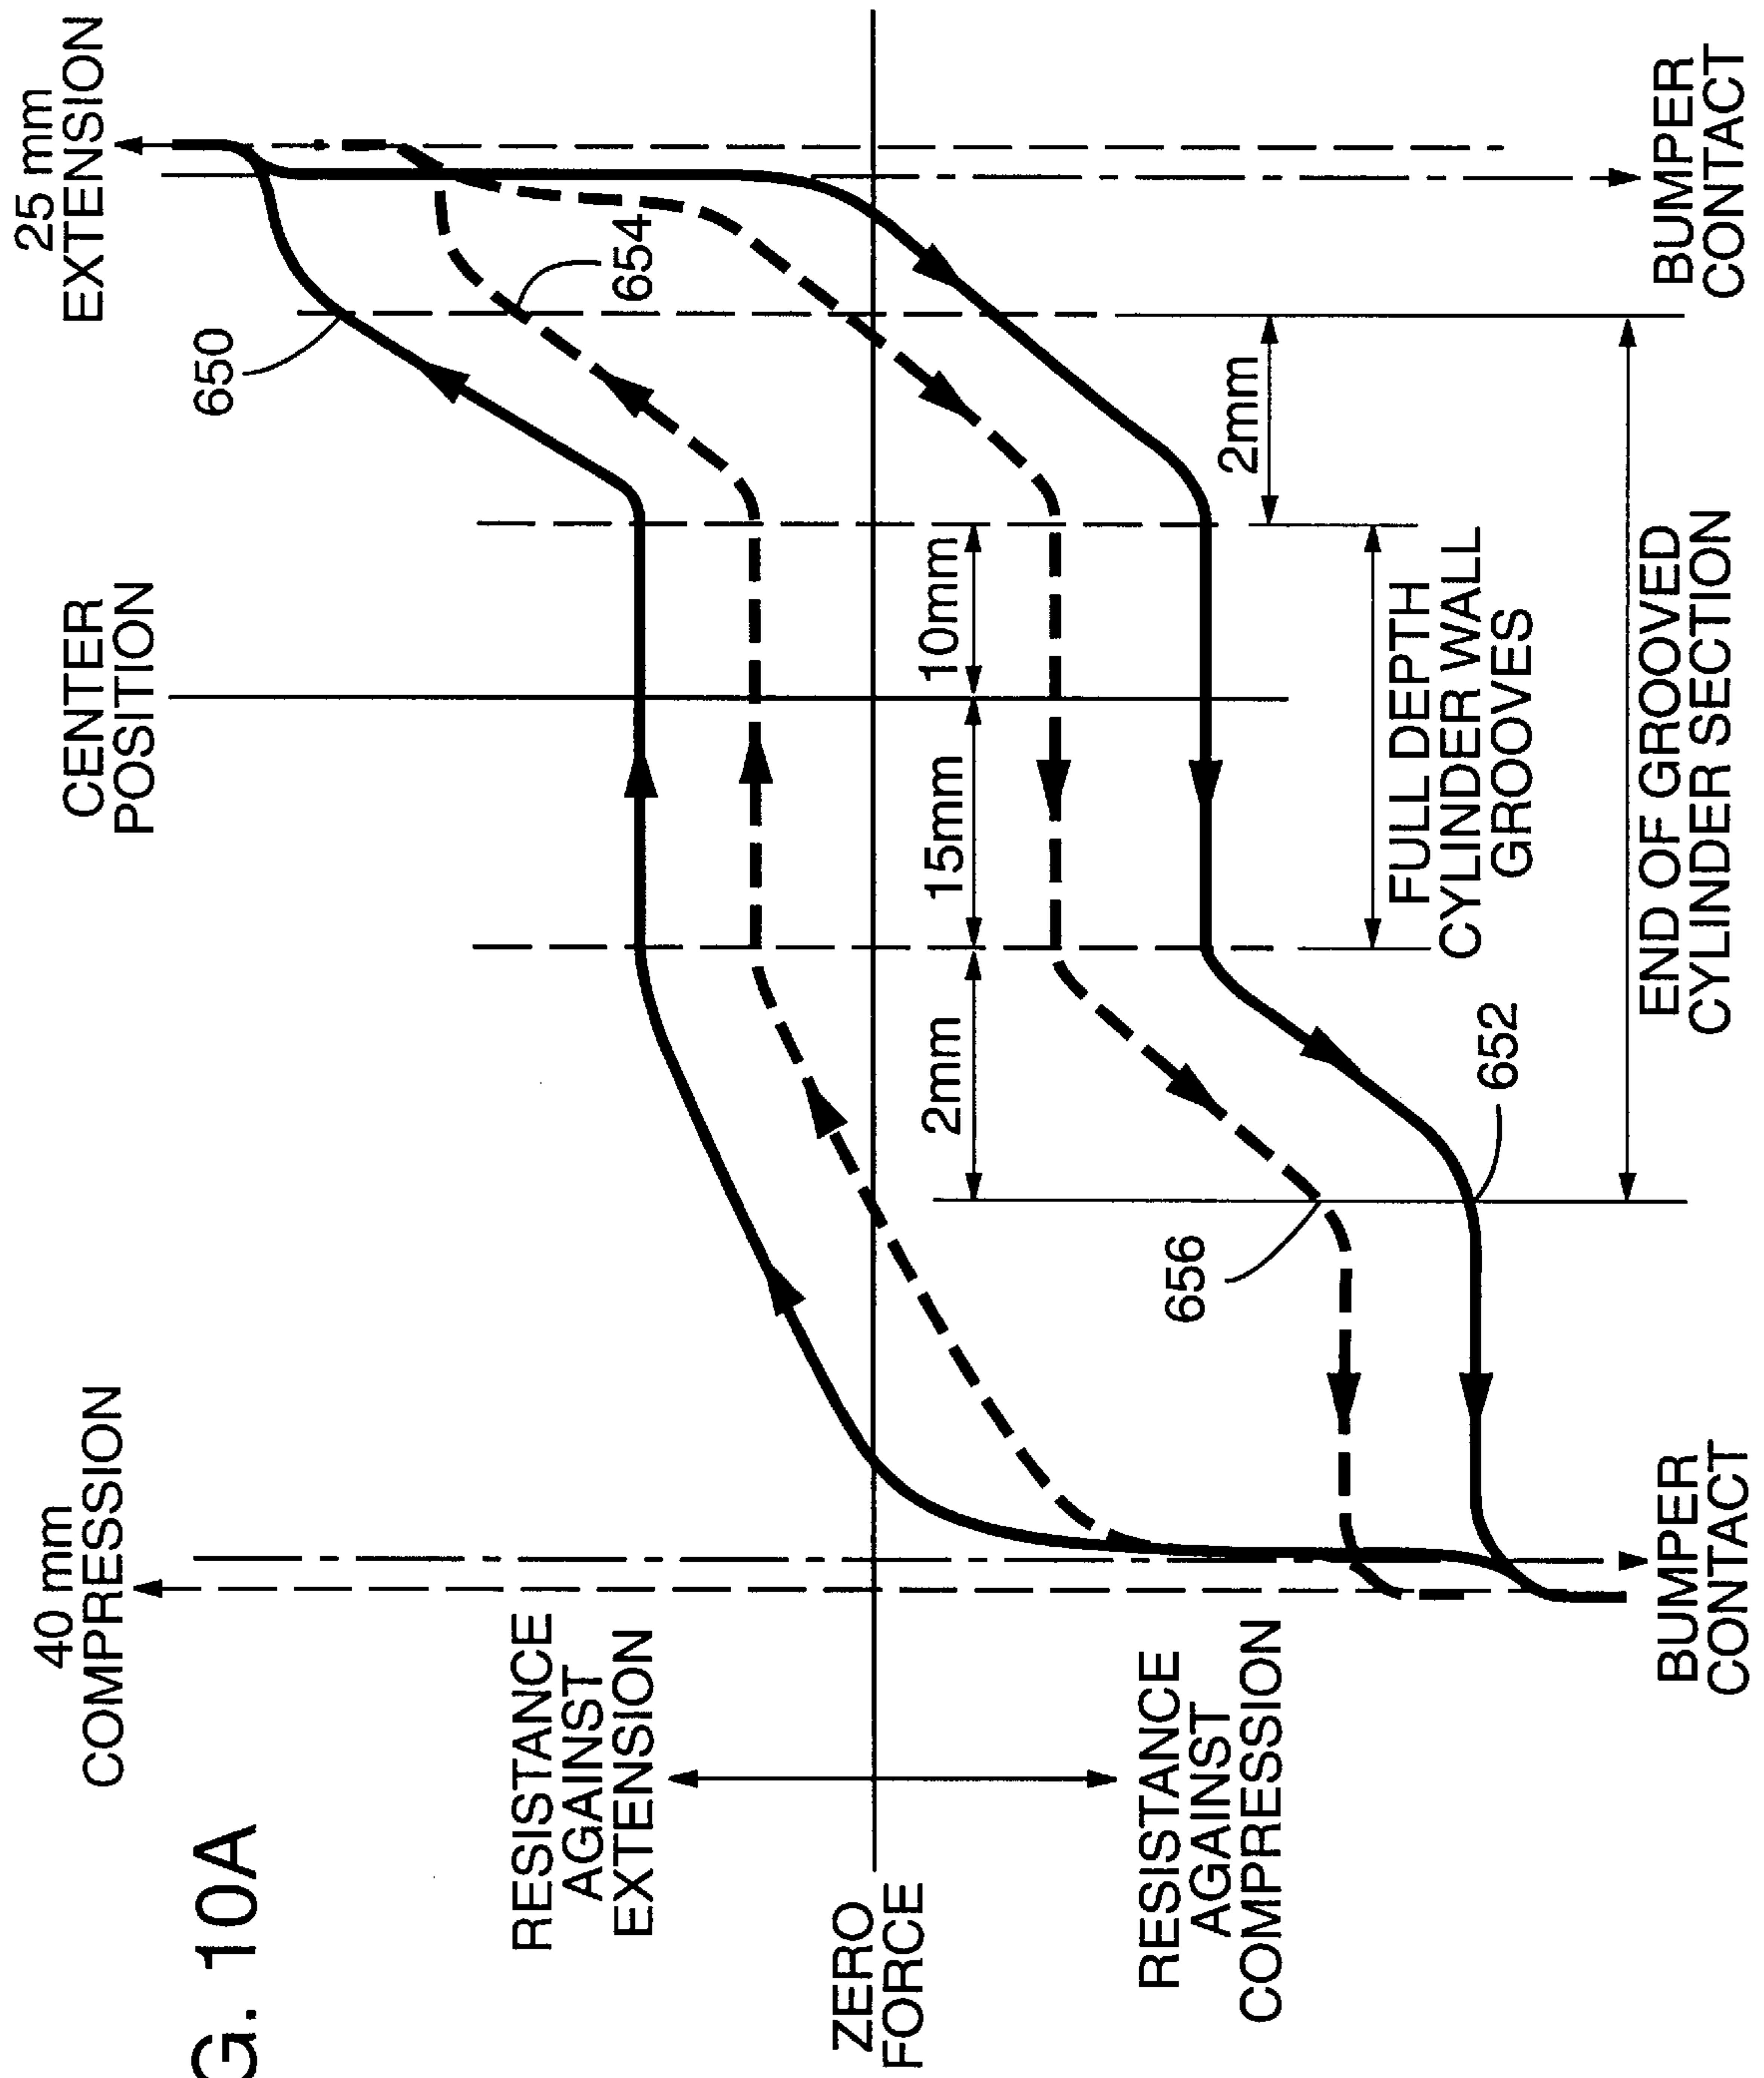 G. 10A
40 mm
COMPRESSION
CENTER
POSITION
25 mm
EXTENSION
650
654
RESISTANCE
AGAINST
EXTENSION
ZERO
FORCE
2mm
15mm
10mm
RESISTANCE
AGAINST
COMPRESSION
656
2mm
652
FULL DEPTH
CYLINDER WALL
GROOVES
BUMPER
CONTACT
END OF GROOVED
CYLINDER SECTION
BUMPER
CONTACT